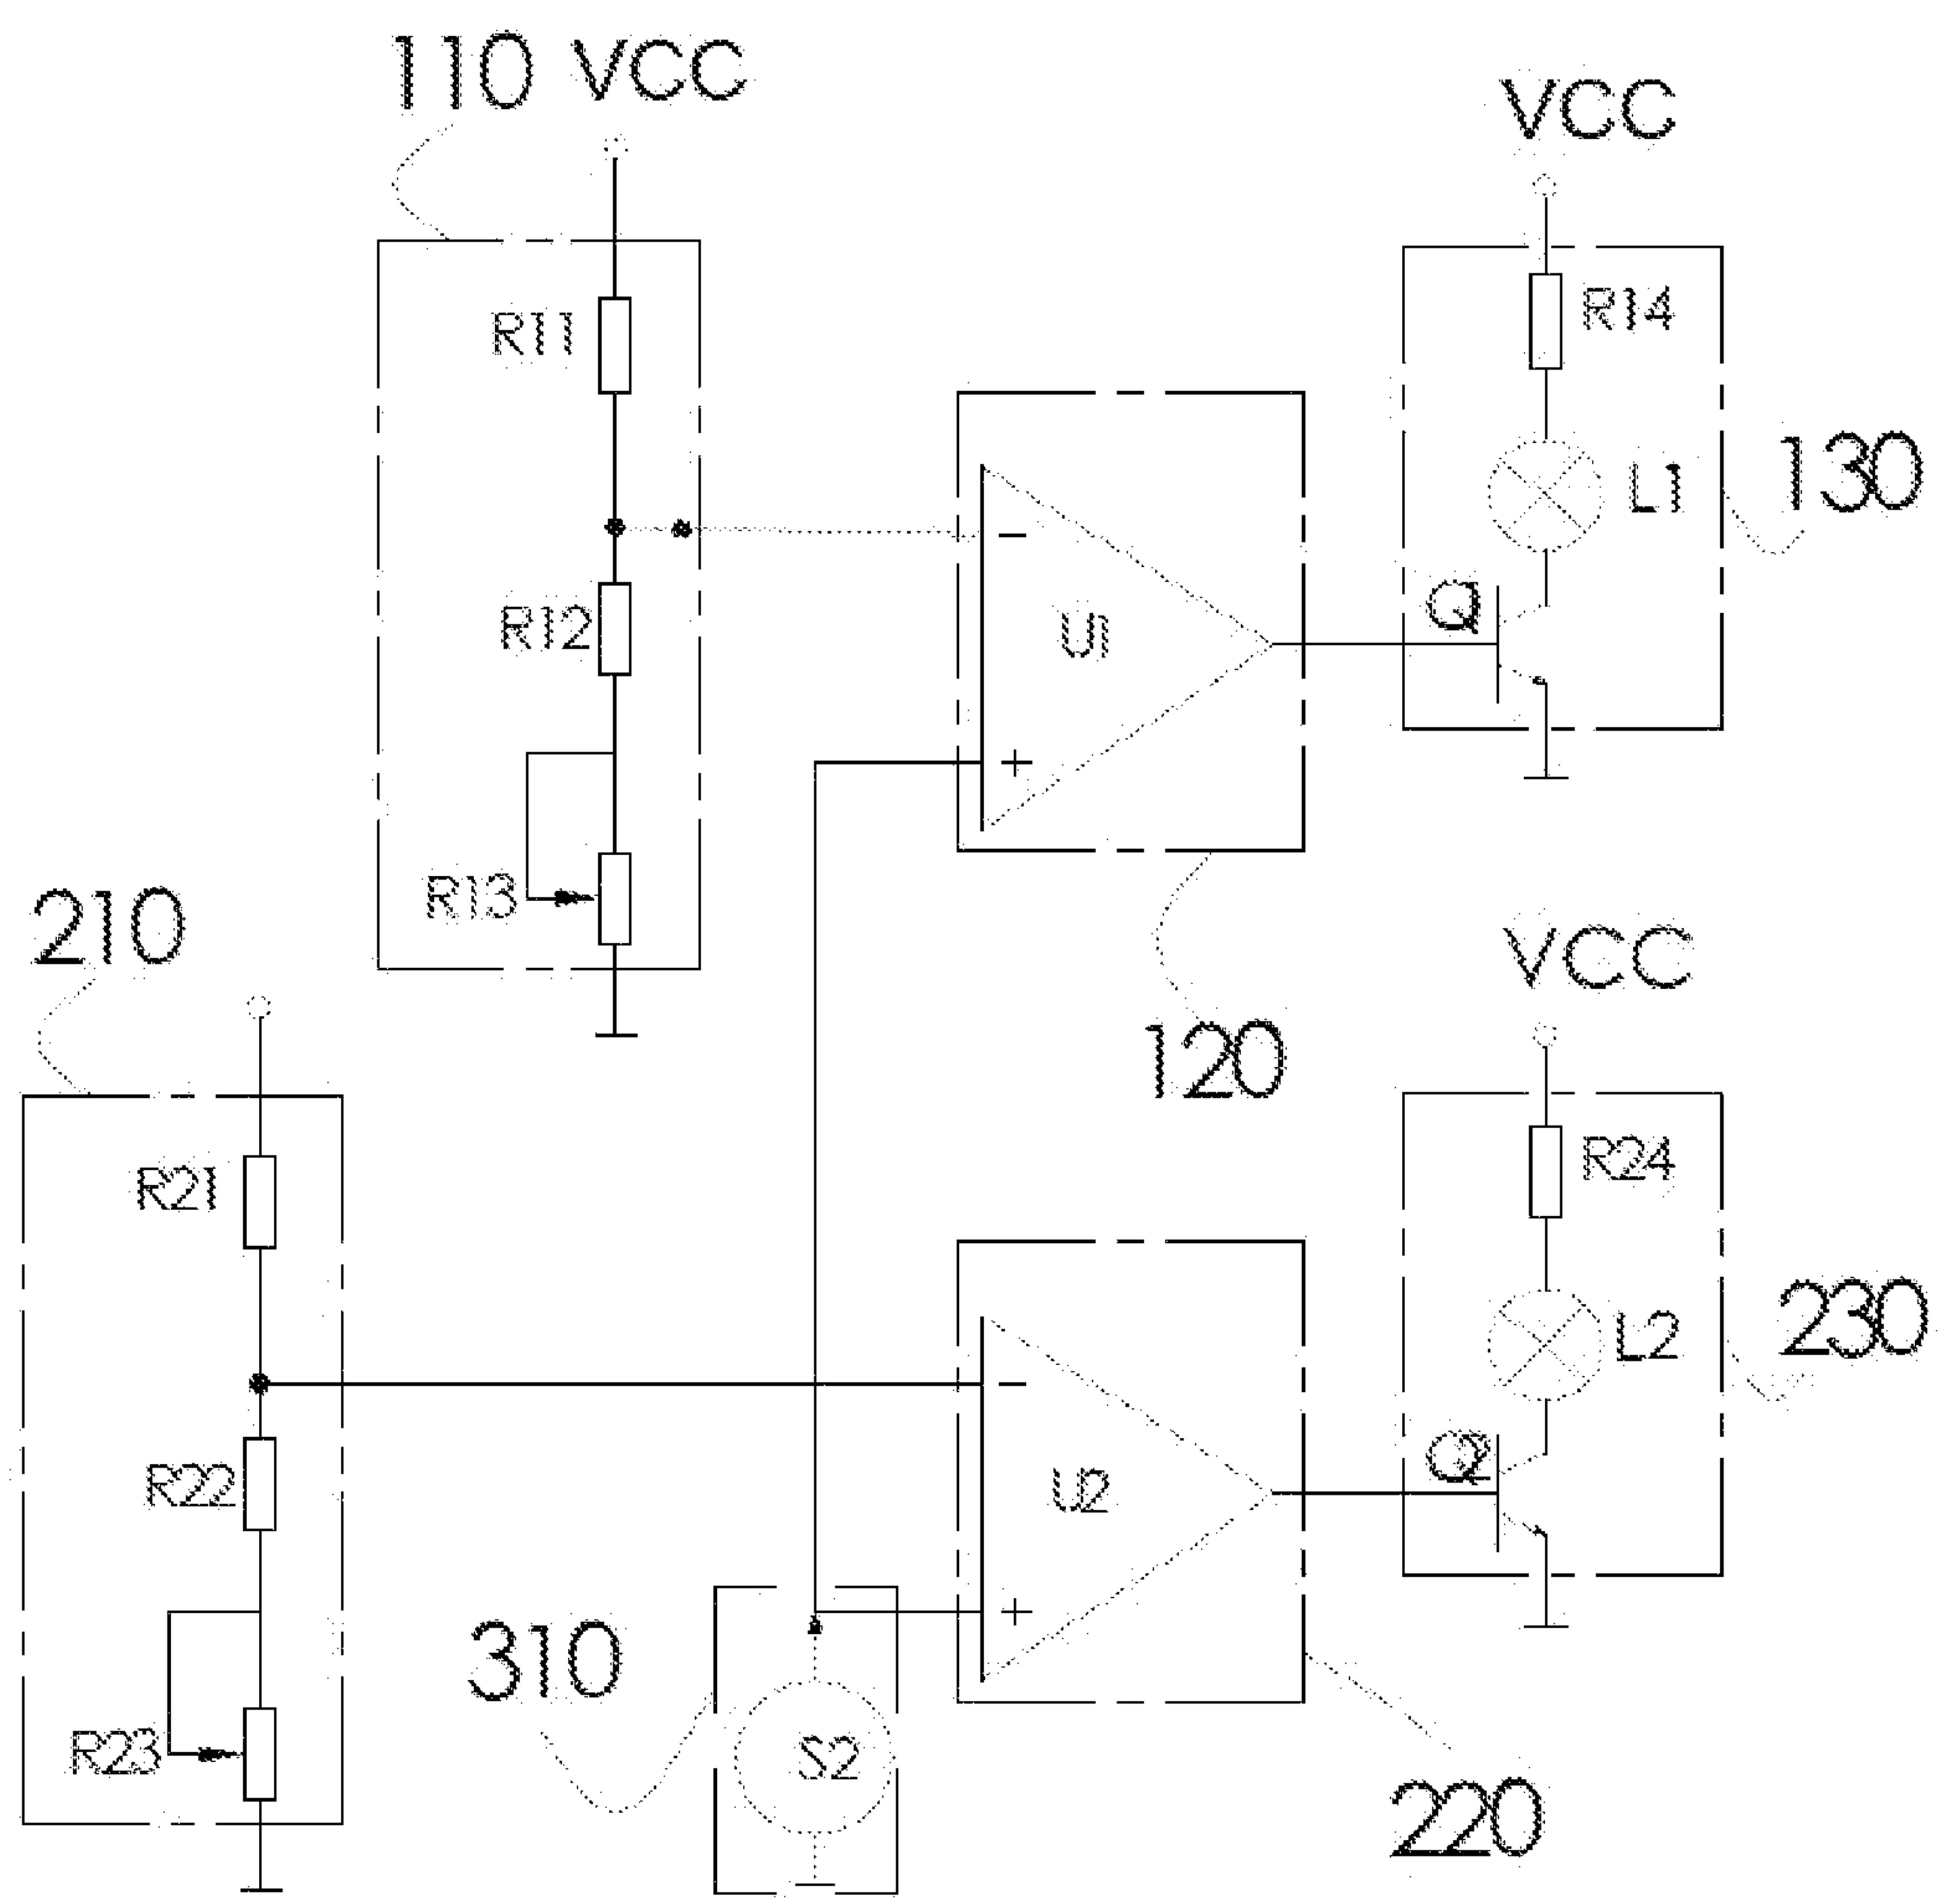 110 VCC
VCC
R11
R14
L1
130
R12
U1
Q1
-
+
R13
210
120
VCC
R21
R24
L2
230
-
R22
U2
Q2
+
310
R23
S2
220